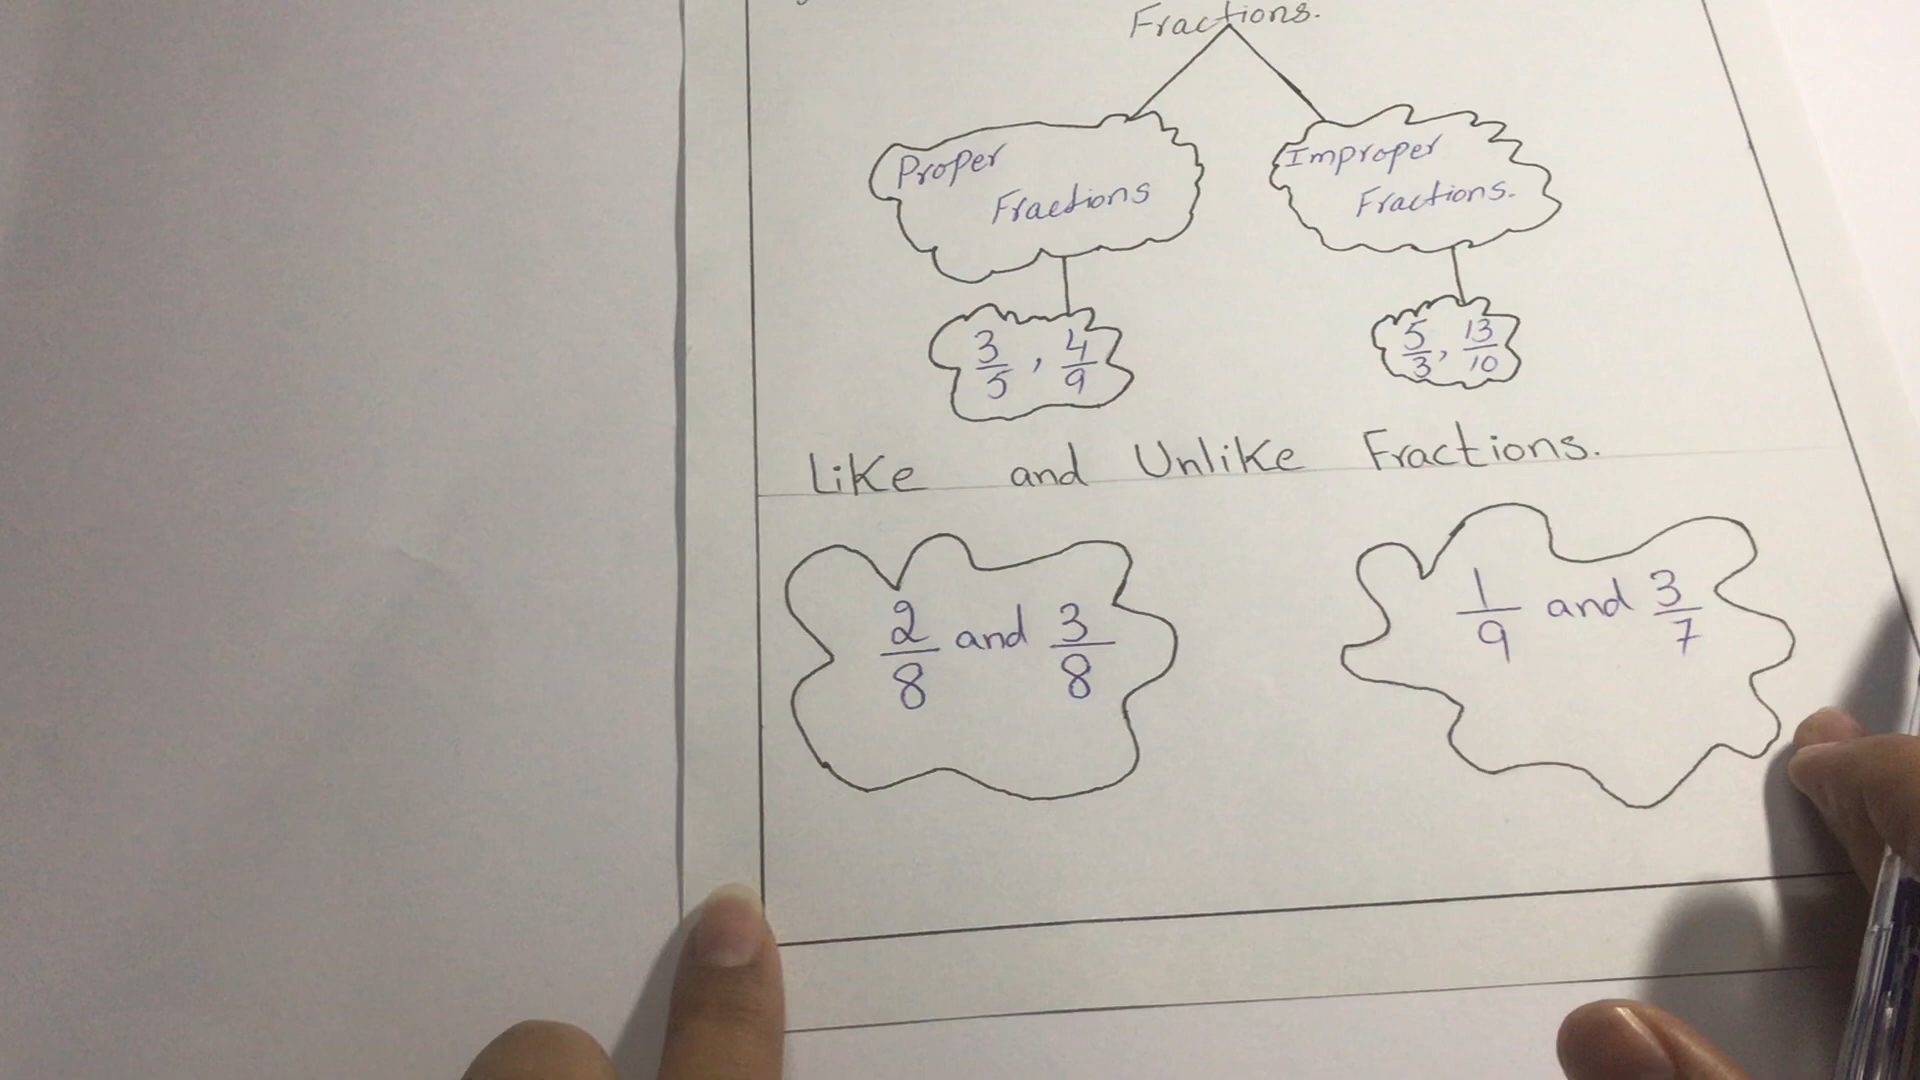 Fractions.
Proper
Fractions
Improper
Fractions.
3/5, 4/9
5/3, 13/10
Like and Unlike Fractions.
2/8 and 3/8
1/9 and 3/7